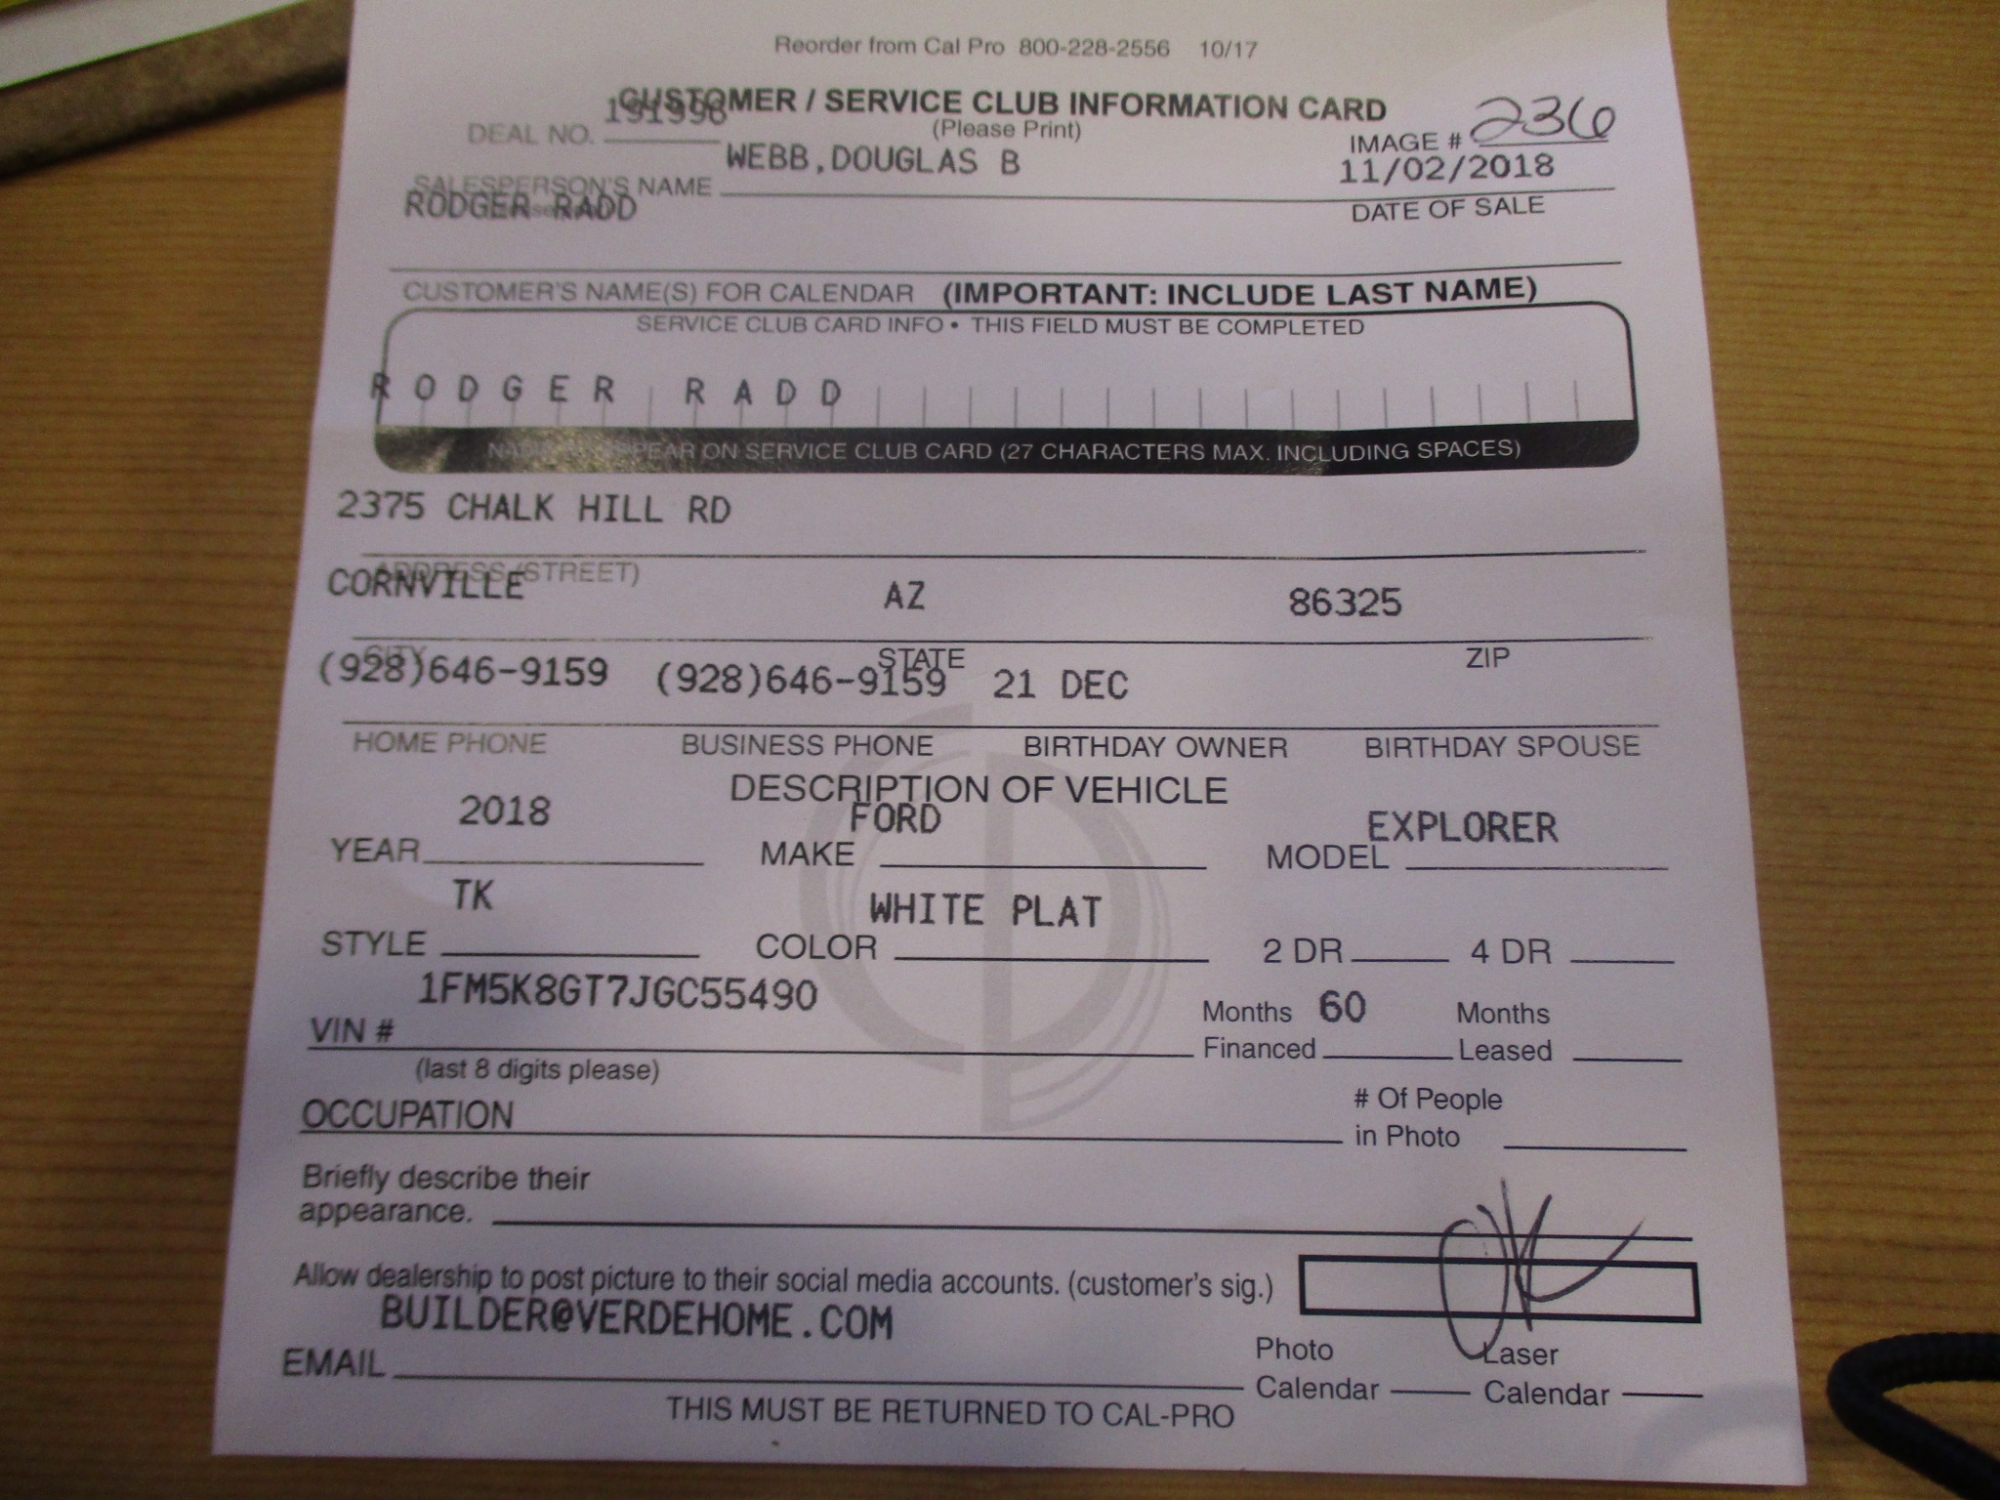 Reorder from Cal Pro 800-228-2556 10/17
CUSTOMER / SERVICE CLUB INFORMATION CARD
(Please Print)
DEAL NO. 191996
IMAGE # 236
WEBB,DOUGLAS B
11/02/2018
SALESPERSON'S NAME
DATE OF SALE
RODGER RADD
CUSTOMER'S NAME(S) FOR CALENDAR (IMPORTANT: INCLUDE LAST NAME)
SERVICE CLUB CARD INFO • THIS FIELD MUST BE COMPLETED
RODGER RADD
APPEAR ON SERVICE CLUB CARD (27 CHARACTERS MAX. INCLUDING SPACES)
2375 CHALK HILL RD
ADDRESS (STREET)
CORNVILLE AZ 86325
CITY STATE ZIP
(928)646-9159 (928)646-9159 21 DEC
HOME PHONE BUSINESS PHONE BIRTHDAY OWNER BIRTHDAY SPOUSE
DESCRIPTION OF VEHICLE
2018 FORD EXPLORER
YEAR MAKE MODEL
TK WHITE PLAT
STYLE COLOR 2 DR 4 DR
1FM5K8GT7JGC55490
VIN #
(last 8 digits please)
Months 60 Months
Financed Leased
OCCUPATION
# Of People
in Photo
Briefly describe their
appearance.
Allow dealership to post picture to their social media accounts. (customer's sig.)
BUILDER@VERDEHOME.COM
EMAIL
Photo Laser
Calendar Calendar
THIS MUST BE RETURNED TO CAL-PRO